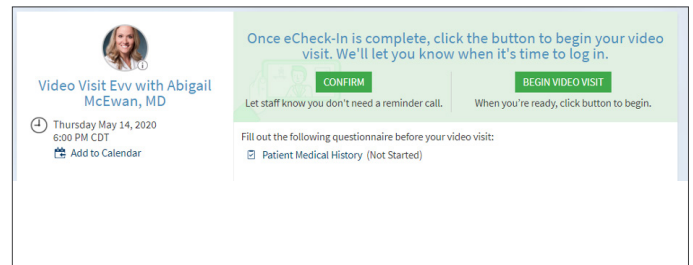 Video Visit Evv with Abigail
McEwan, MD
Thursday May 14, 2020
6:00 PM CDT
Add to Calendar
Once eCheck-In is complete, click the button to begin your video
visit. We'll let you know when it's time to log in.
CONFIRM
Let staff know you don't need a reminder call.
BEGIN VIDEO VISIT
When you're ready, click button to begin.
Fill out the following questionnaire before your video visit:
Patient Medical History (Not Started)